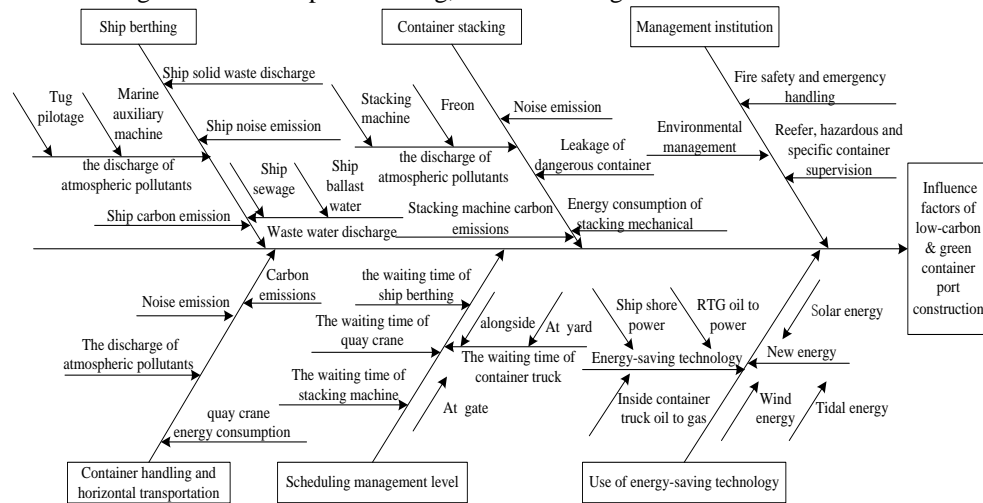 Ship berthing
Container stacking
Management institution
Ship solid waste discharge
Tug
pilotage
Marine
auxiliary
machine
Ship noise emission
the discharge of
atmospheric pollutants
Ship
sewage
Ship
ballast
water
Ship carbon emission
Waste water discharge
Stacking
machine
Freon
Noise emission
the discharge of
atmospheric pollutants
Leakage of
dangerous container
Stacking machine carbon
emissions
Energy consumption of
stacking mechanical
Fire safety and emergency
handling
Environmental
management
Reefer, hazardous and
specific container
supervision
Influence
factors of
low-carbon
& green
container
port
construction
Carbon
emissions
Noise emission
The discharge of
atmospheric pollutants
quay crane
energy consumption
Container handling and
horizontal transportation
the waiting time of
ship berthing
The waiting time of
quay crane
alongside
At yard
The waiting time of
container truck
The waiting time of
stacking machine
At gate
Scheduling management level
Ship shore
power
RTG oil to
power
Solar energy
Energy-saving technology
New energy
Inside container
truck oil to gas
Wind
energy
Tidal energy
Use of energy-saving technology